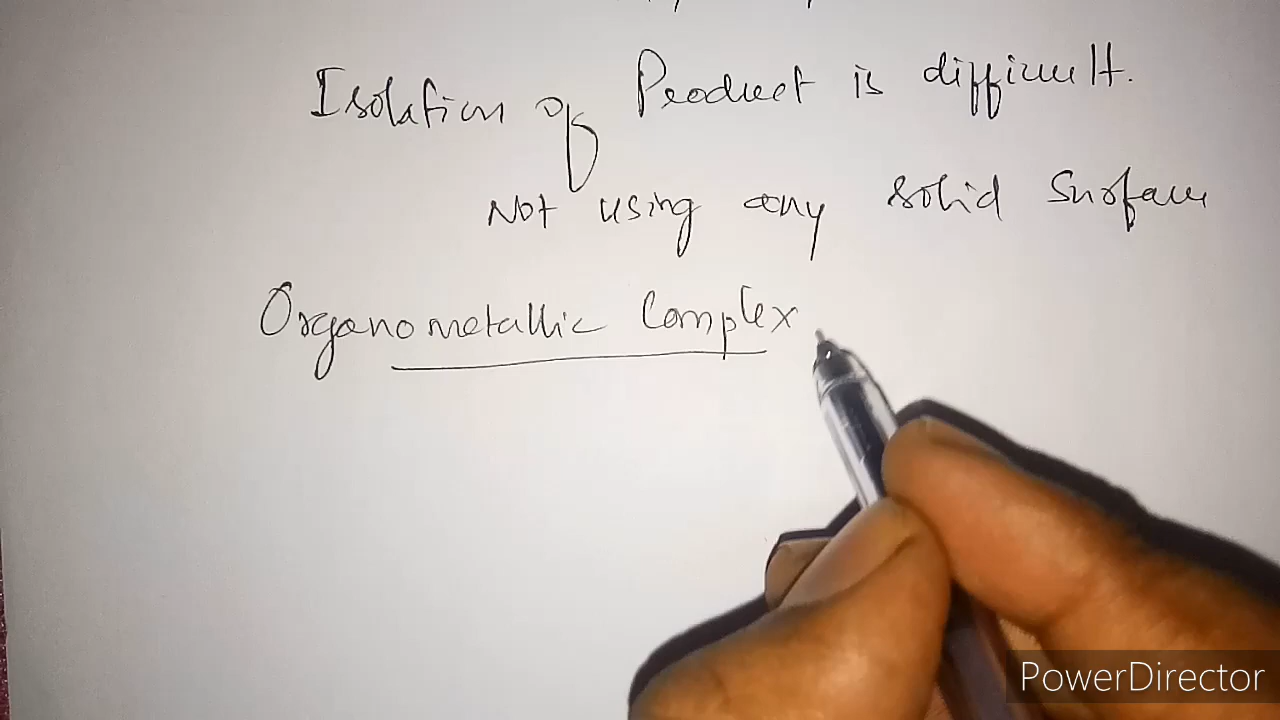 Isolation of Product is difficult.
Not using any solid surface
Organometallic Complex
PowerDirector